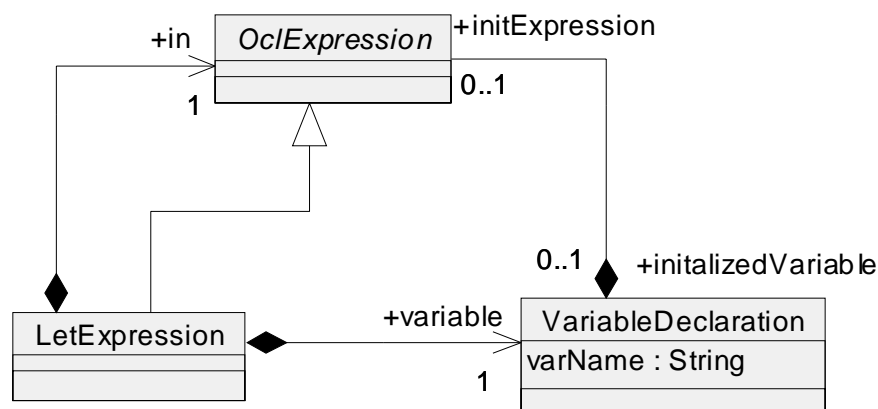 +in
OclExpression
+initExpression
1
0..1
0..1
+initalizedVariable
LetExpression
+variable
1
VariableDeclaration
varName : String